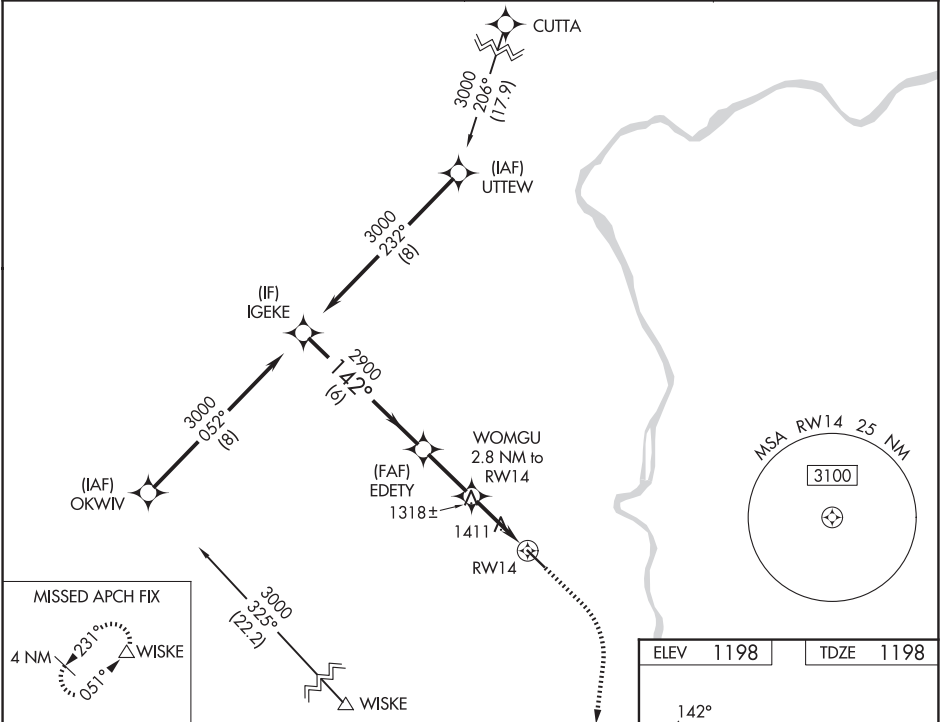 CUTTA
3000
206°
(17.9)
(IAF)
UTTEW
3000
232°
(8)
(IF)
IGEKE
2900
142°
(6)
3000
052°
(8)
(IAF)
OKWIV
(FAF)
EDETY
WOMGU
2.8 NM to
RW14
1318±
1411
RW14
MSA RW14 25 NM
3100
3000
325°
(22.2)
WISKE
MISSED APCH FIX
4 NM
231°
051°
WISKE
ELEV 1198
TDZE 1198
142°